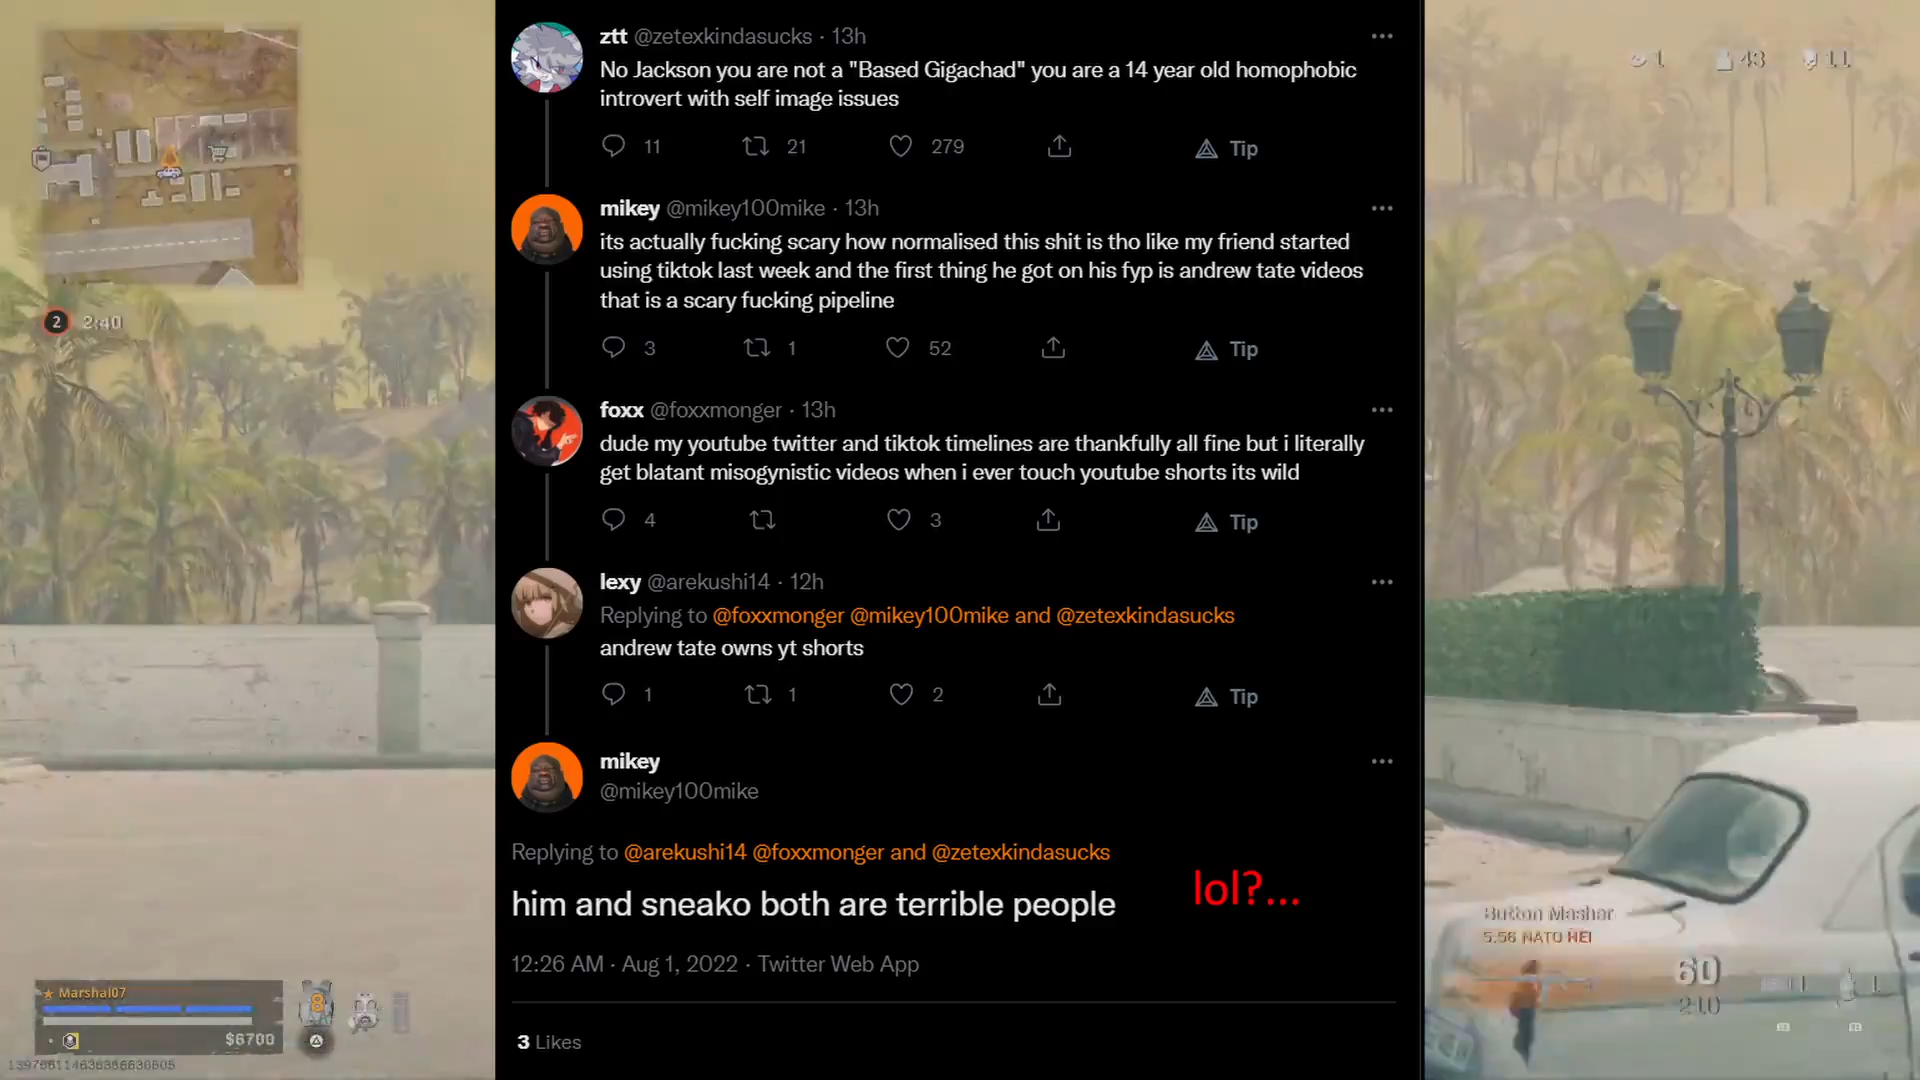 ztt @zetexkindasucks · 13h
No Jackson you are not a "Based Gigachad" you are a 14 year old homophobic
introvert with self image issues
11 21 279 Tip
mikey @mikey100mike · 13h
its actually fucking scary how normalised this shit is tho like my friend started
using tiktok last week and the first thing he got on his fyp is andrew tate videos
that is a scary fucking pipeline
3 1 52 Tip
foxx @foxxmonger · 13h
dude my youtube twitter and tiktok timelines are thankfully all fine but i literally
get blatant misogynistic videos when i ever touch youtube shorts its wild
4 3 Tip
lexy @arekushi14 · 12h
Replying to @foxxmonger @mikey100mike and @zetexkindasucks
andrew tate owns yt shorts
1 1 2 Tip
mikey
@mikey100mike
Replying to @arekushi14 @foxxmonger and @zetexkindasucks
him and sneako both are terrible people
lol?...
12:26 AM · Aug 1, 2022 · Twitter Web App
3 Likes
2 2:40
Marshal07
$6700
8
1 43 11
Button Masher
5.56 NATO HEI
60
210